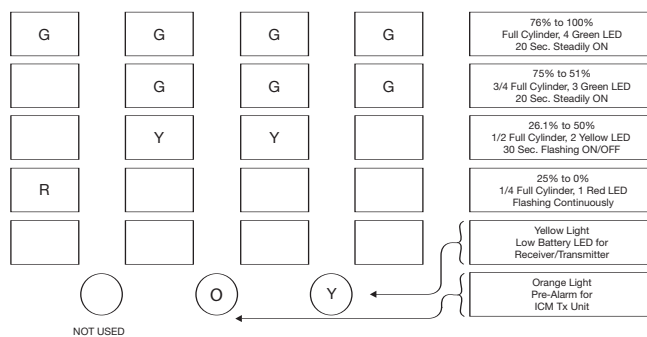 G G G G
76% to 100%
Full Cylinder, 4 Green LED
20 Sec. Steadily ON
G G G
75% to 51%
3/4 Full Cylinder, 3 Green LED
20 Sec. Steadily ON
Y Y
26.1% to 50%
1/2 Full Cylinder, 2 Yellow LED
30 Sec. Flashing ON/OFF
R
25% to 0%
1/4 Full Cylinder, 1 Red LED
Flashing Continuously
Yellow Light
Low Battery LED for
Receiver/Transmitter
O Y
Orange Light
Pre-Alarm for
ICM Tx Unit
NOT USED